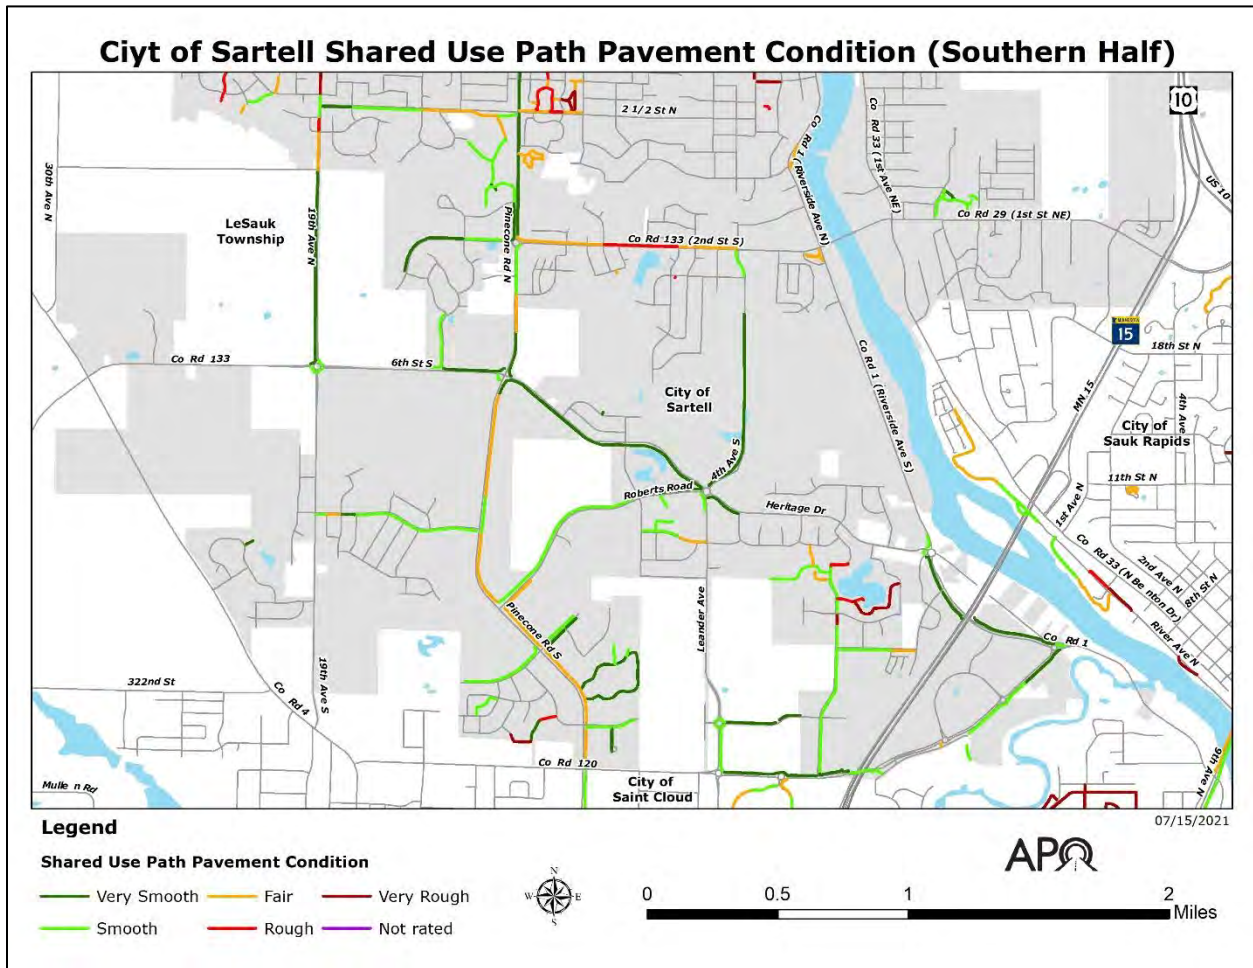 Ciyt of Sartell Shared Use Path Pavement Condition (Southern Half)
10
2 1/2 St N
Co Rd 1 (Riverside Ave N)
Co Rd 33 (1st Ave NE)
US 10
30th Ave N
LeSauk
Township
19th Ave N
Pinecone Rd N
Co Rd 29 (1st St NE)
Co Rd 133 (2nd St S)
MINNESOTA
15
18th St N
Co Rd 133
6th St S
Co Rd 1 (Riverside Ave S)
City of
Sartell
MN 15
4th Ave
City of
Sauk Rapids
4th Ave S
11th St N
Roberts Road
1st Ave N
Heritage Dr
Co Rd 33 (N Benton Dr)
2nd Ave N
8th St N
Leander Ave
Pinecone Rd S
Co Rd 1
River Ave N
322nd St
Co Rd 4
19th Ave S
Co Rd 120
City of
Saint Cloud
9th Ave N
Mullen Rd
07/15/2021
Legend
Shared Use Path Pavement Condition
Very Smooth Fair Very Rough
Smooth Rough Not rated
N
W E
S
APO
0 0.5 1 2
Miles